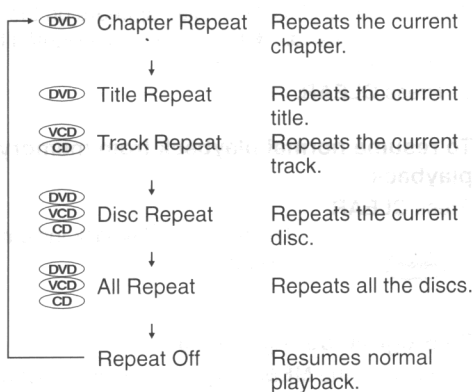 DVD Chapter Repeat Repeats the current
chapter.
DVD Title Repeat Repeats the current
title.
VCD
CD Track Repeat Repeats the current
track.
DVD
VCD Disc Repeat Repeats the current
CD disc.
DVD
VCD All Repeat Repeats all the discs.
CD
Repeat Off Resumes normal
playback.